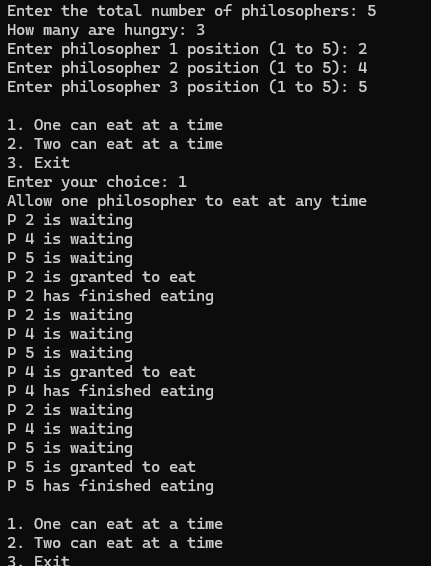 Enter the total number of philosophers: 5
How many are hungry: 3
Enter philosopher 1 position (1 to 5): 2
Enter philosopher 2 position (1 to 5): 4
Enter philosopher 3 position (1 to 5): 5

1. One can eat at a time
2. Two can eat at a time
3. Exit
Enter your choice: 1
Allow one philosopher to eat at any time
P 2 is waiting
P 4 is waiting
P 5 is waiting
P 2 is granted to eat
P 2 has finished eating
P 2 is waiting
P 4 is waiting
P 5 is waiting
P 4 is granted to eat
P 4 has finished eating
P 2 is waiting
P 4 is waiting
P 5 is waiting
P 5 is granted to eat
P 5 has finished eating

1. One can eat at a time
2. Two can eat at a time
3. Exit